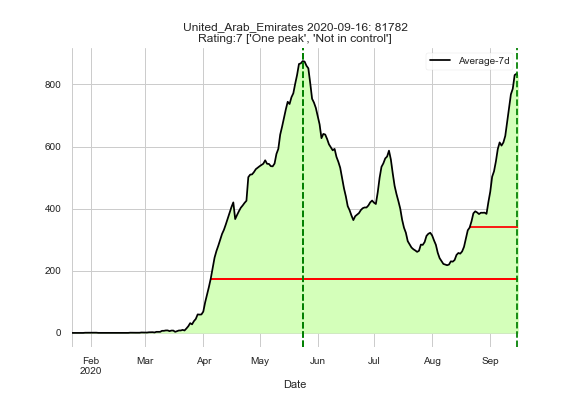 United_Arab_Emirates 2020-09-16: 81782
Rating:7 ['One peak', 'Not in control']
Average-7d
800
600
400
200
0
Feb Mar Apr May Jun Jul Aug Sep
2020
Date